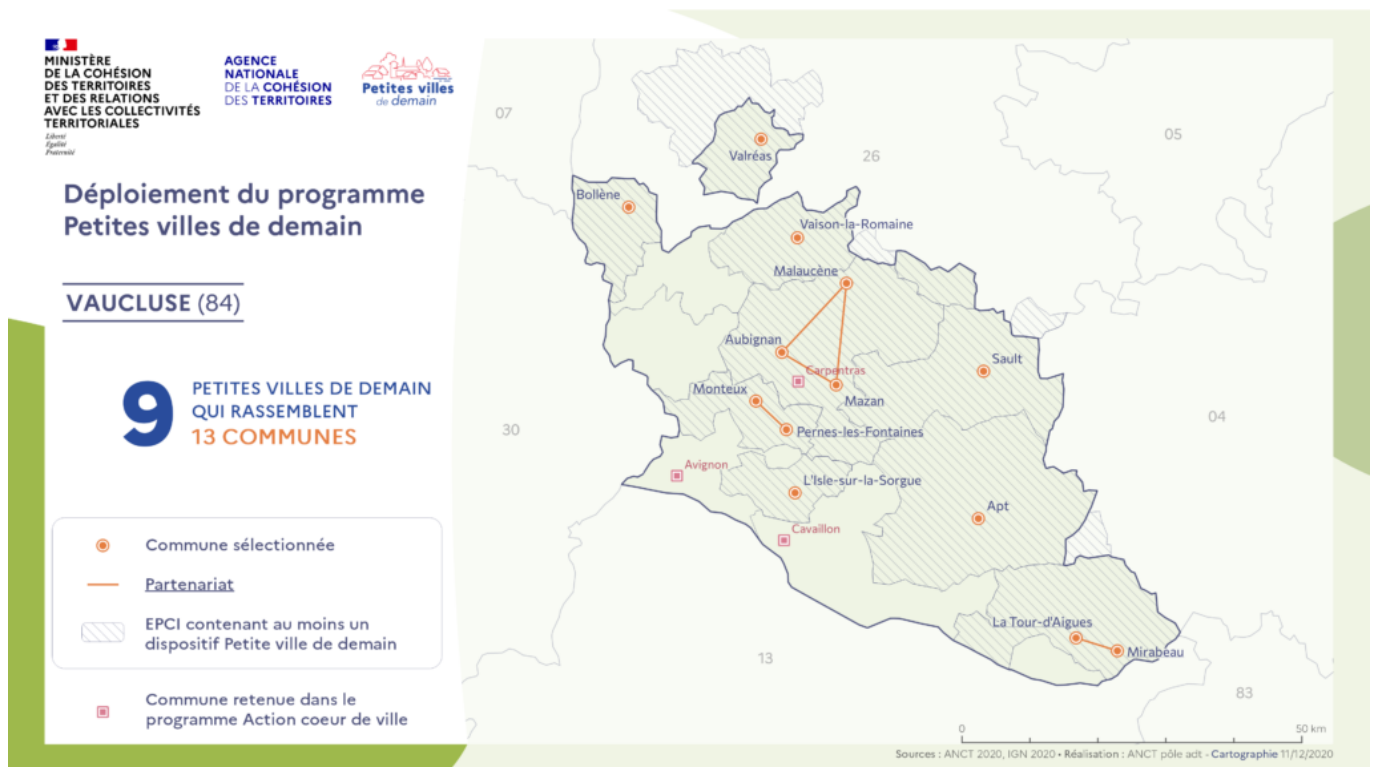 MINISTÈRE
DE LA COHÉSION
DES TERRITOIRES
ET DES RELATIONS
AVEC LES COLLECTIVITÉS
TERRITORIALES
Liberté
Égalité
Fraternité
AGENCE
NATIONALE
DE LA COHÉSION
DES TERRITOIRES
Petites villes
de demain
Déploiement du programme
Petites villes de demain
VAUCLUSE (84)
9
PETITES VILLES DE DEMAIN
QUI RASSEMBLENT
13 COMMUNES
Commune sélectionnée
Partenariat
EPCI contenant au moins un
dispositif Petite ville de demain
Commune retenue dans le
programme Action coeur de ville
07
26
05
Valréas
Bollène
Vaison-la-Romaine
Malaucène
Aubignan
Sault
Carpentras
Monteux
Mazan
30
04
Pernes-les-Fontaines
Avignon
L'Isle-sur-la-Sorgue
Apt
Cavaillon
La Tour-d'Aigues
Mirabeau
13
83
0
50 km
Sources : ANCT 2020, IGN 2020 • Réalisation : ANCT pôle adt - Cartographie 11/12/2020